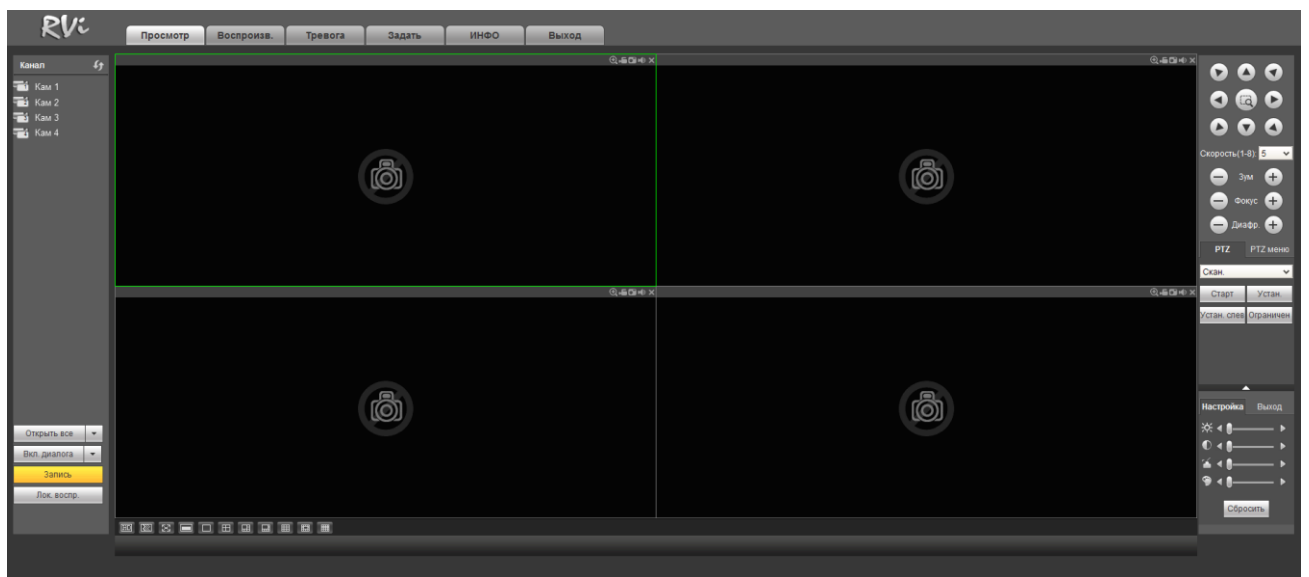 RVi
Просмотр Воспроизв. Тревога Задать ИНФО Выход
Канал
Кам 1
Кам 2
Кам 3
Кам 4
Открыть все
Вкл. диалога
Запись
Лок. воспр.
Скорость(1-8): 5
Зум
Фокус
Диафр.
PTZ PTZ меню
Скан.
Старт Устан.
Устан. слев Ограничен
Настройка Выход
Сбросить